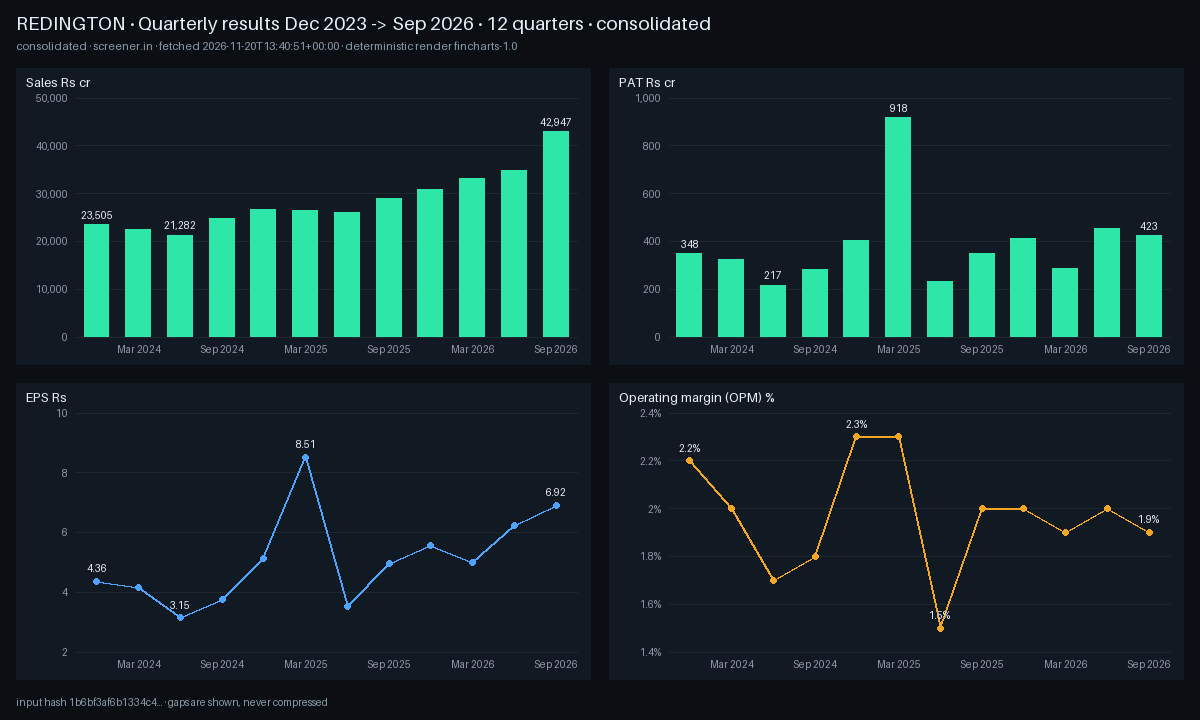 REDINGTON · Quarterly results Dec 2023 -> Sep 2026 · 12 quarters · consolidated
consolidated · screener.in · fetched 2026-11-20T13:40:51+00:00 · deterministic render fincharts-1.0
Sales Rs cr
50,000
40,000
30,000
20,000
10,000
0
23,505
21,282
42,947
Mar 2024
Sep 2024
Mar 2025
Sep 2025
Mar 2026
Sep 2026
PAT Rs cr
1,000
800
600
400
200
0
348
217
918
423
Mar 2024
Sep 2024
Mar 2025
Sep 2025
Mar 2026
Sep 2026
EPS Rs
10
8
6
4
2
4.36
3.15
8.51
6.92
Mar 2024
Sep 2024
Mar 2025
Sep 2025
Mar 2026
Sep 2026
Operating margin (OPM) %
2.4%
2.2%
2%
1.8%
1.6%
1.4%
2.2%
2.3%
1.5%
1.9%
Mar 2024
Sep 2024
Mar 2025
Sep 2025
Mar 2026
Sep 2026
input hash 1b6bf3af6b1334c4… · gaps are shown, never compressed